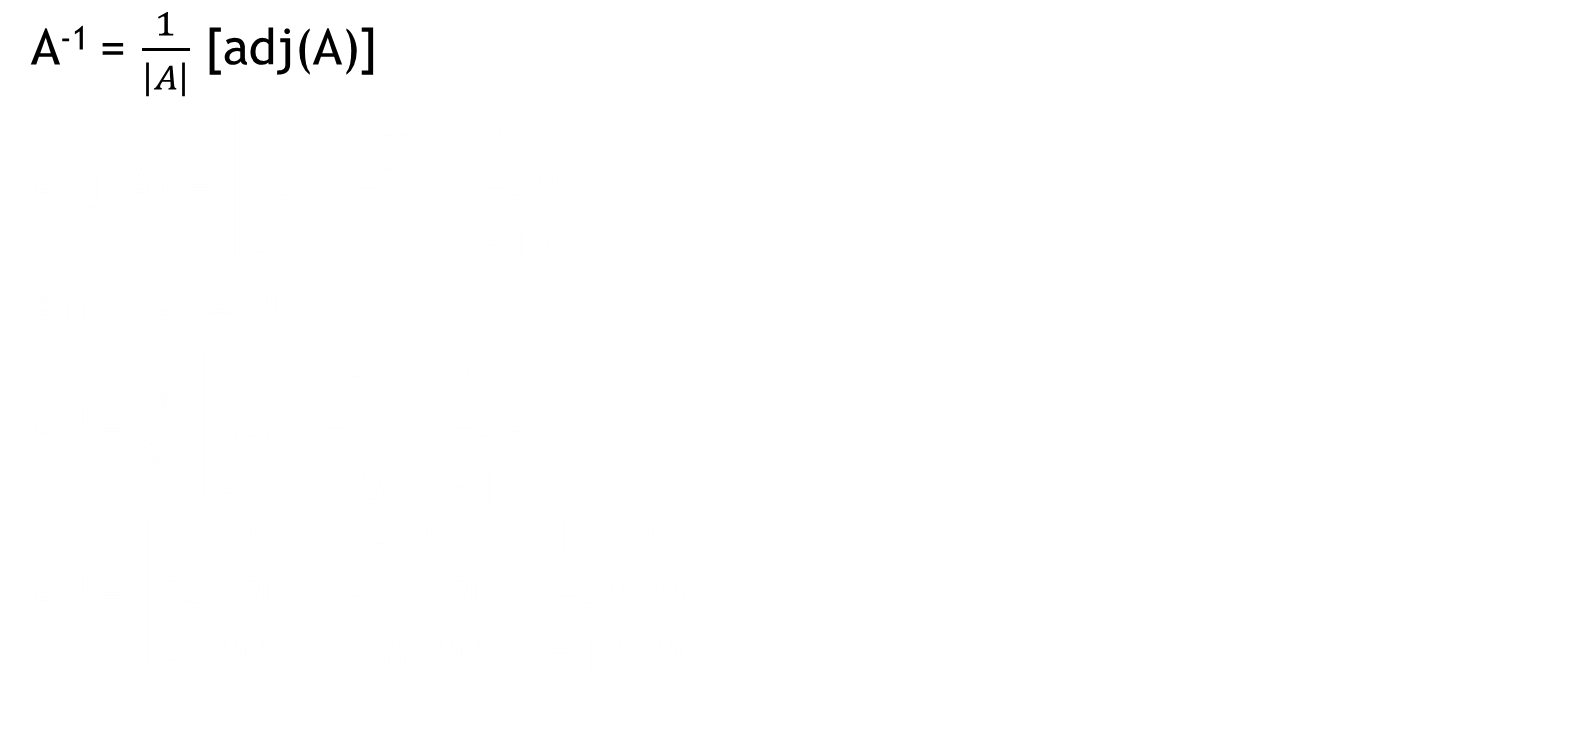 A⁻¹ = 1/|A| [adj(A)]